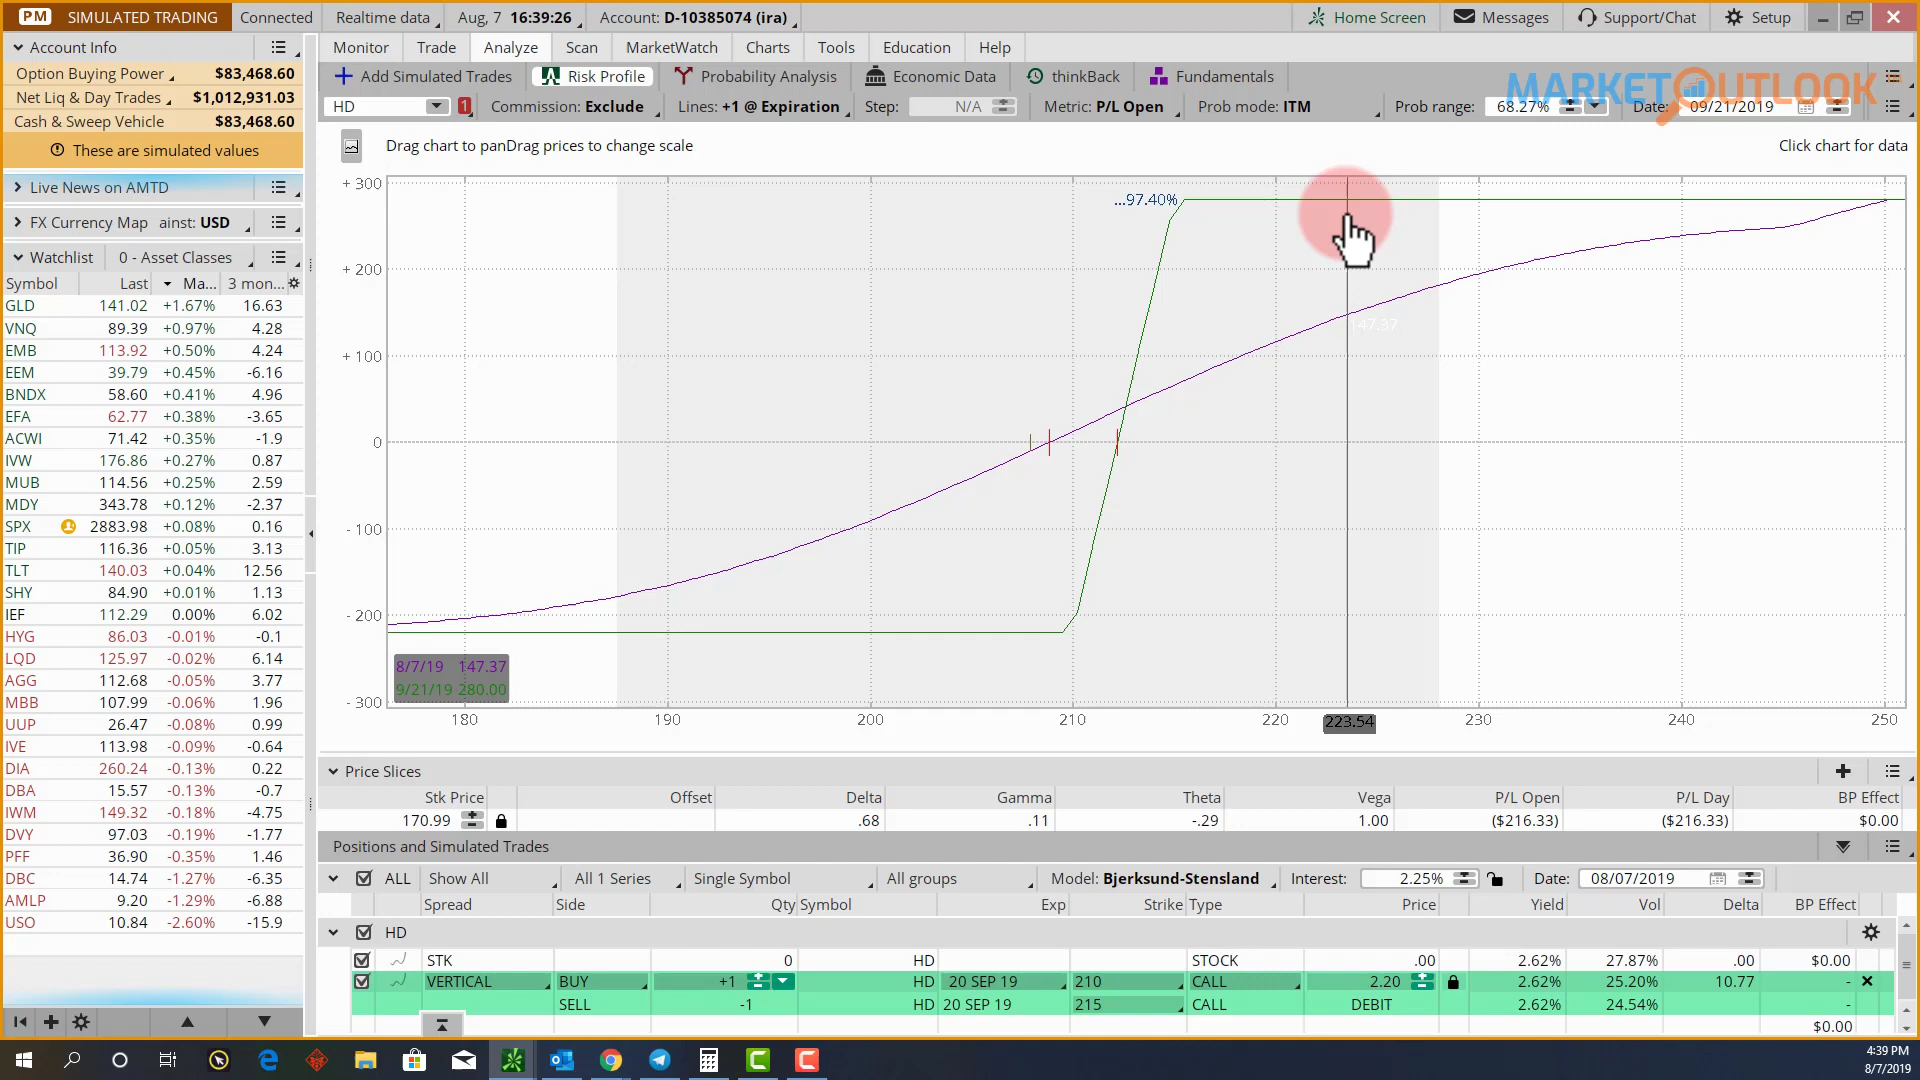 PM SIMULATED TRADING Connected Realtime data Aug, 7 16:39:26 Account: D-10385074 (ira) Home Screen Messages Support/Chat Setup
Account Info
Option Buying Power $83,468.60
Net Liq & Day Trades $1,012,931.03
Cash & Sweep Vehicle $83,468.60
These are simulated values
Live News on AMTD
FX Currency Map ainst: USD
Watchlist 0 - Asset Classes
Symbol Last Ma... 3 mon...
GLD 141.02 +1.67% 16.63
VNQ 89.39 +0.97% 4.28
EMB 113.92 +0.50% 4.24
EEM 39.79 +0.45% -6.16
BNDX 58.60 +0.41% 4.96
EFA 62.77 +0.38% -3.65
ACWI 71.42 +0.35% -1.9
IVW 176.86 +0.27% 0.87
MUB 114.56 +0.25% 2.59
MDY 343.78 +0.12% -2.37
SPX 2883.98 +0.08% 0.16
TIP 116.36 +0.05% 3.13
TLT 140.03 +0.04% 12.56
SHY 84.90 +0.01% 1.13
IEF 112.29 0.00% 6.02
HYG 86.03 -0.01% -0.1
LQD 125.97 -0.02% 6.14
AGG 112.68 -0.05% 3.77
MBB 107.99 -0.06% 1.96
UUP 26.47 -0.08% 0.99
IVE 113.98 -0.09% -0.64
DIA 260.24 -0.13% 0.22
DBA 15.57 -0.13% -0.7
IWM 149.32 -0.18% -4.75
DVY 97.03 -0.19% -1.77
PFF 36.90 -0.35% 1.46
DBC 14.74 -1.27% -6.35
AMLP 9.20 -1.29% -6.88
USO 10.84 -2.60% -15.9
Monitor Trade Analyze Scan MarketWatch Charts Tools Education Help
Add Simulated Trades Risk Profile Probability Analysis Economic Data thinkBack Fundamentals
MARKET OUTLOOK
HD 1 Commission: Exclude Lines: +1 @ Expiration Step: N/A Metric: P/L Open Prob mode: ITM Prob range: 68.27% Date: 09/21/2019
Drag chart to panDrag prices to change scale Click chart for data
+ 300
...97.40%
+ 200
147.37
+ 100
0
- 100
- 200
8/7/19 147.37
9/21/19 280.00
- 300
180 190 200 210 220 223.54 230 240 250
Price Slices
Stk Price Offset Delta Gamma Theta Vega P/L Open P/L Day BP Effect
170.99 .68 .11 -.29 1.00 ($216.33) ($216.33) $0.00
Positions and Simulated Trades
ALL Show All All 1 Series Single Symbol All groups Model: Bjerksund-Stensland Interest: 2.25% Date: 08/07/2019
Spread Side Qty Symbol Exp Strike Type Price Yield Vol Delta BP Effect
HD
STK 0 HD STOCK .00 2.62% 27.87% .00 $0.00
VERTICAL BUY +1 HD 20 SEP 19 210 CALL 2.20 2.62% 25.20% 10.77 -
SELL -1 HD 20 SEP 19 215 CALL DEBIT 2.62% 24.54% -
$0.00
4:39 PM
8/7/2019